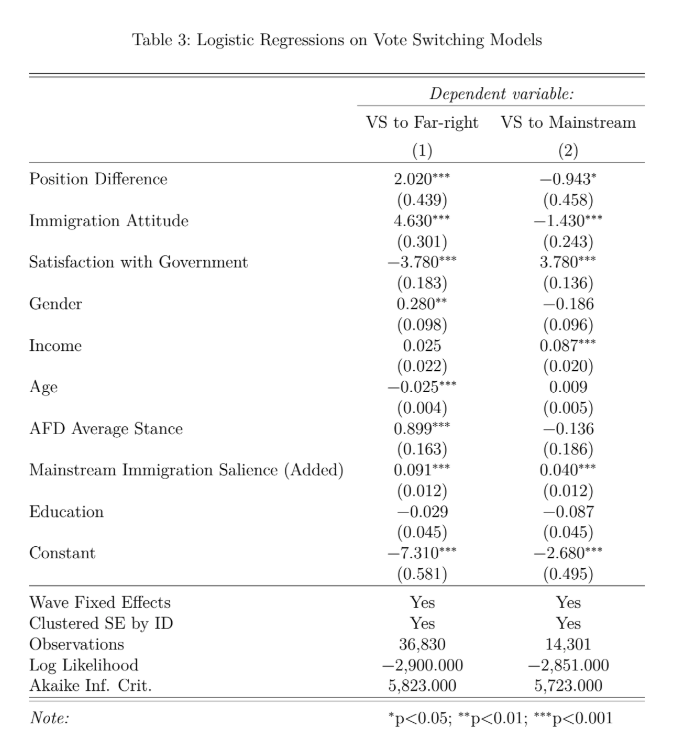 Table 3: Logistic Regressions on Vote Switching Models
Dependent variable:
VS to Far-right VS to Mainstream
(1) (2)
Position Difference 2.020*** −0.943*
(0.439) (0.458)
Immigration Attitude 4.630*** −1.430***
(0.301) (0.243)
Satisfaction with Government −3.780*** 3.780***
(0.183) (0.136)
Gender 0.280** −0.186
(0.098) (0.096)
Income 0.025 0.087***
(0.022) (0.020)
Age −0.025*** 0.009
(0.004) (0.005)
AFD Average Stance 0.899*** −0.136
(0.163) (0.186)
Mainstream Immigration Salience (Added) 0.091*** 0.040***
(0.012) (0.012)
Education −0.029 −0.087
(0.045) (0.045)
Constant −7.310*** −2.680***
(0.581) (0.495)
Wave Fixed Effects Yes Yes
Clustered SE by ID Yes Yes
Observations 36,830 14,301
Log Likelihood −2,900.000 −2,851.000
Akaike Inf. Crit. 5,823.000 5,723.000
Note: *p<0.05; **p<0.01; ***p<0.001